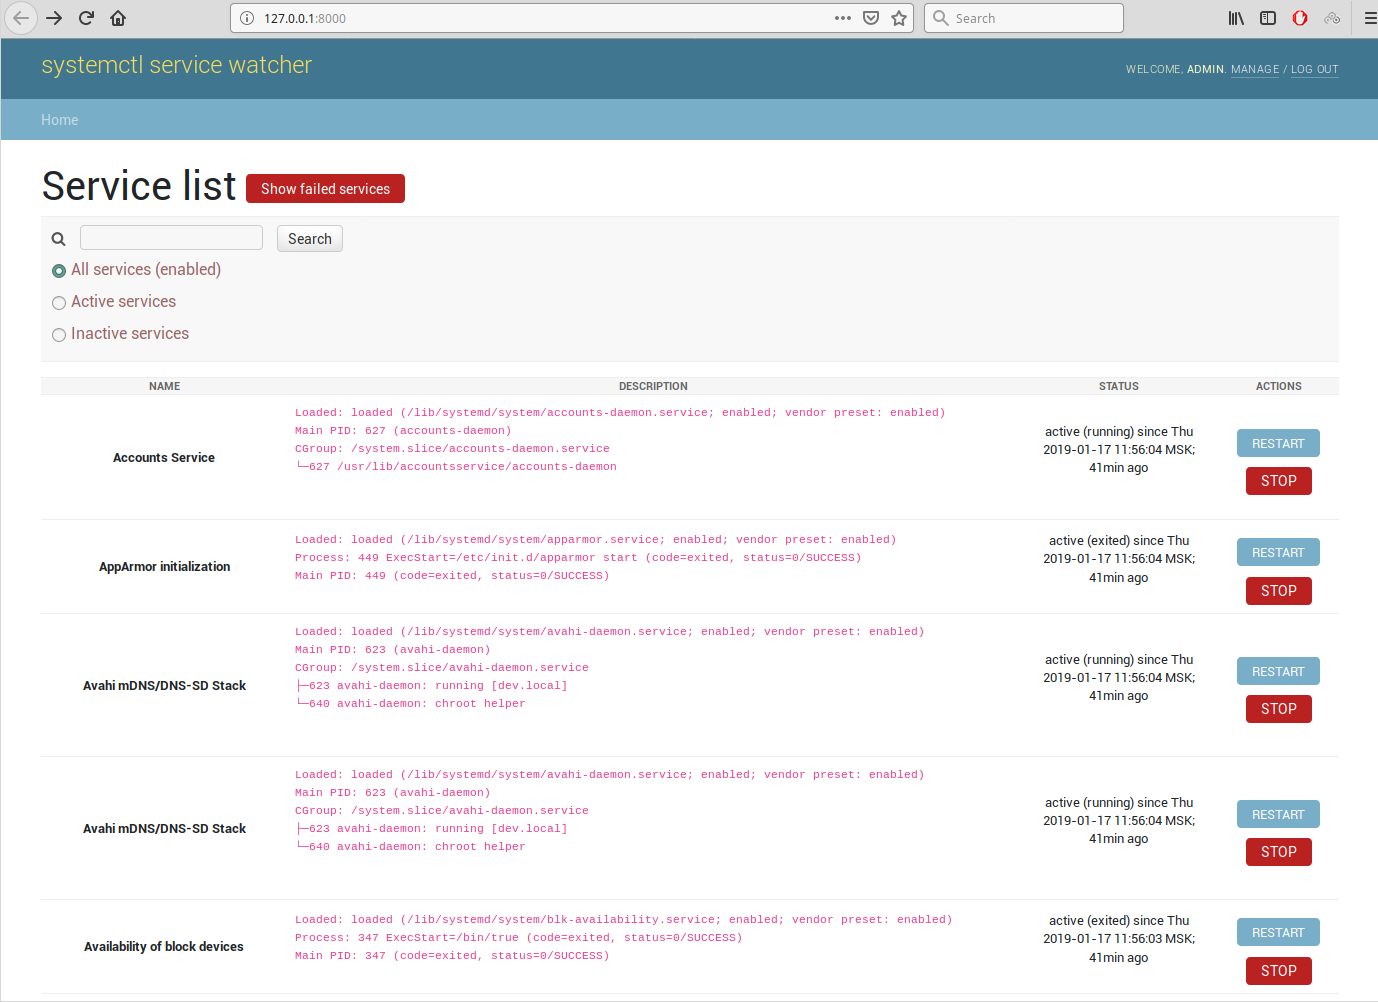 127.0.0.1:8000
Search
systemctl service watcher
WELCOME, ADMIN. MANAGE / LOG OUT
Home
Service list
Show failed services
Search
All services (enabled)
Active services
Inactive services
NAME DESCRIPTION STATUS ACTIONS
Accounts Service
Loaded: loaded (/lib/systemd/system/accounts-daemon.service; enabled; vendor preset: enabled)
Main PID: 627 (accounts-daemon)
CGroup: /system.slice/accounts-daemon.service
└─627 /usr/lib/accountsservice/accounts-daemon
active (running) since Thu
2019-01-17 11:56:04 MSK;
41min ago
RESTART
STOP
AppArmor initialization
Loaded: loaded (/lib/systemd/system/apparmor.service; enabled; vendor preset: enabled)
Process: 449 ExecStart=/etc/init.d/apparmor start (code=exited, status=0/SUCCESS)
Main PID: 449 (code=exited, status=0/SUCCESS)
active (exited) since Thu
2019-01-17 11:56:04 MSK;
41min ago
RESTART
STOP
Avahi mDNS/DNS-SD Stack
Loaded: loaded (/lib/systemd/system/avahi-daemon.service; enabled; vendor preset: enabled)
Main PID: 623 (avahi-daemon)
CGroup: /system.slice/avahi-daemon.service
├─623 avahi-daemon: running [dev.local]
└─640 avahi-daemon: chroot helper
active (running) since Thu
2019-01-17 11:56:04 MSK;
41min ago
RESTART
STOP
Avahi mDNS/DNS-SD Stack
Loaded: loaded (/lib/systemd/system/avahi-daemon.service; enabled; vendor preset: enabled)
Main PID: 623 (avahi-daemon)
CGroup: /system.slice/avahi-daemon.service
├─623 avahi-daemon: running [dev.local]
└─640 avahi-daemon: chroot helper
active (running) since Thu
2019-01-17 11:56:04 MSK;
41min ago
RESTART
STOP
Availability of block devices
Loaded: loaded (/lib/systemd/system/blk-availability.service; enabled; vendor preset: enabled)
Process: 347 ExecStart=/bin/true (code=exited, status=0/SUCCESS)
Main PID: 347 (code=exited, status=0/SUCCESS)
active (exited) since Thu
2019-01-17 11:56:03 MSK;
41min ago
RESTART
STOP